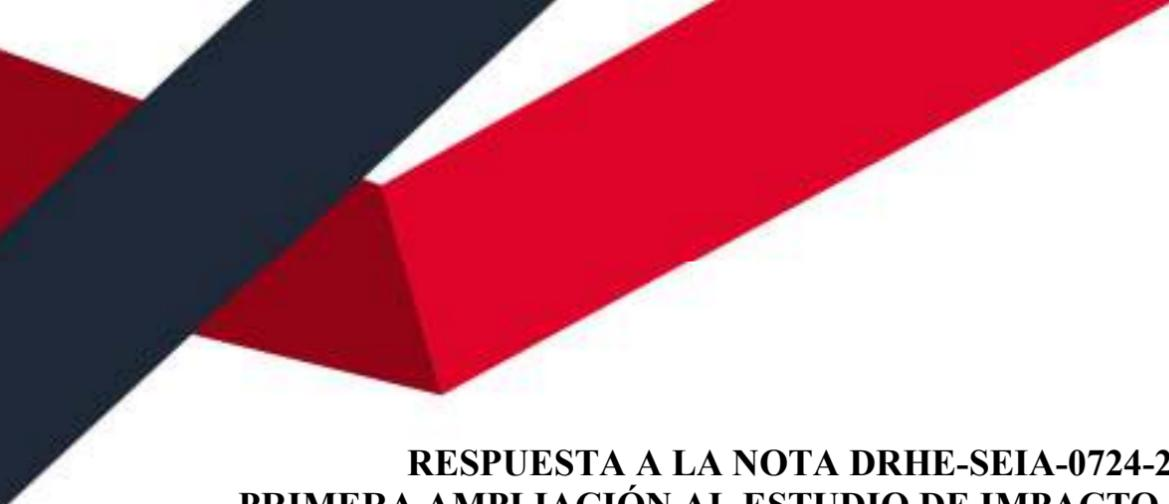 RESPUESTA A LA NOTA DRHE-SEIA-0724-2
PRIMERA AMPLIACIÓN AL ESTUDIO DE IMPACTO